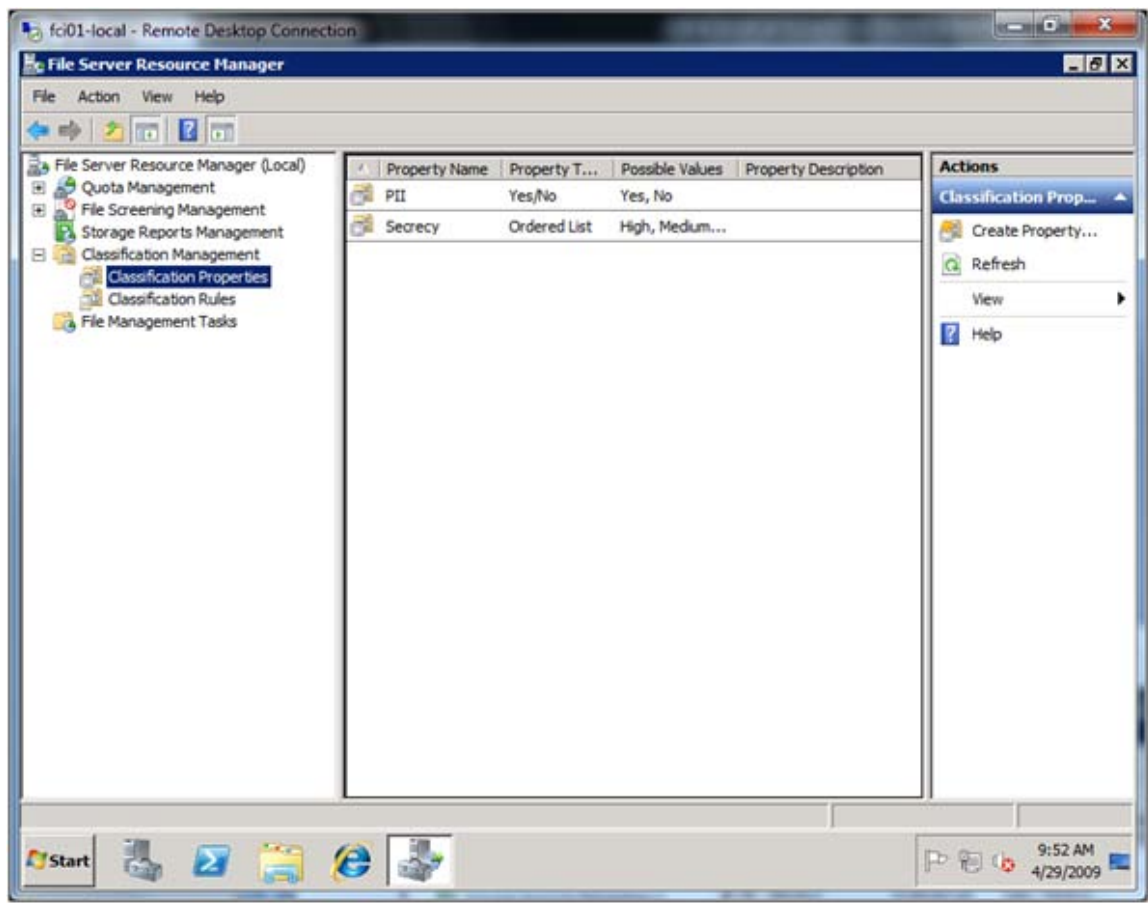 fci01-local - Remote Desktop Connection
File Server Resource Manager
File Action View Help
File Server Resource Manager (Local)
Quota Management
File Screening Management
Storage Reports Management
Classification Management
Classification Properties
Classification Rules
File Management Tasks
Property Name Property T... Possible Values Property Description
PII Yes/No Yes, No
Secrecy Ordered List High, Medium...
Actions
Classification Prop...
Create Property...
Refresh
View
Help
Start
9:52 AM
4/29/2009